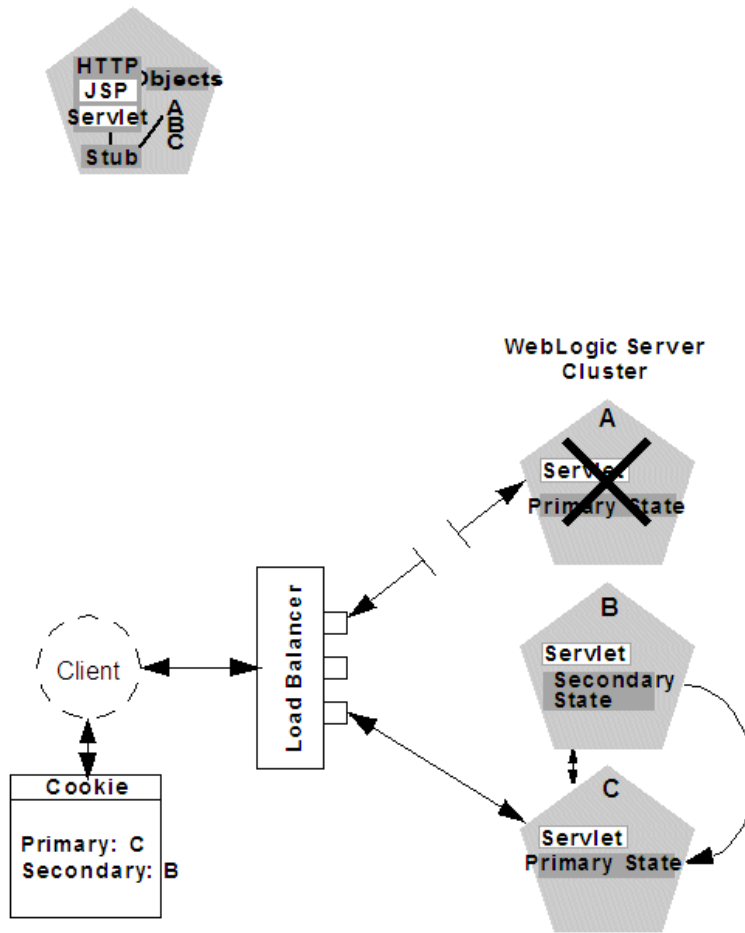 HTTP
Objects
JSP
Servlet
A
B
C
Stub
WebLogic Server
Cluster
A
Servlet
Primary State
B
Servlet
Secondary
State
Load Balancer
Client
Cookie
Primary: C
Secondary: B
C
Servlet
Primary State